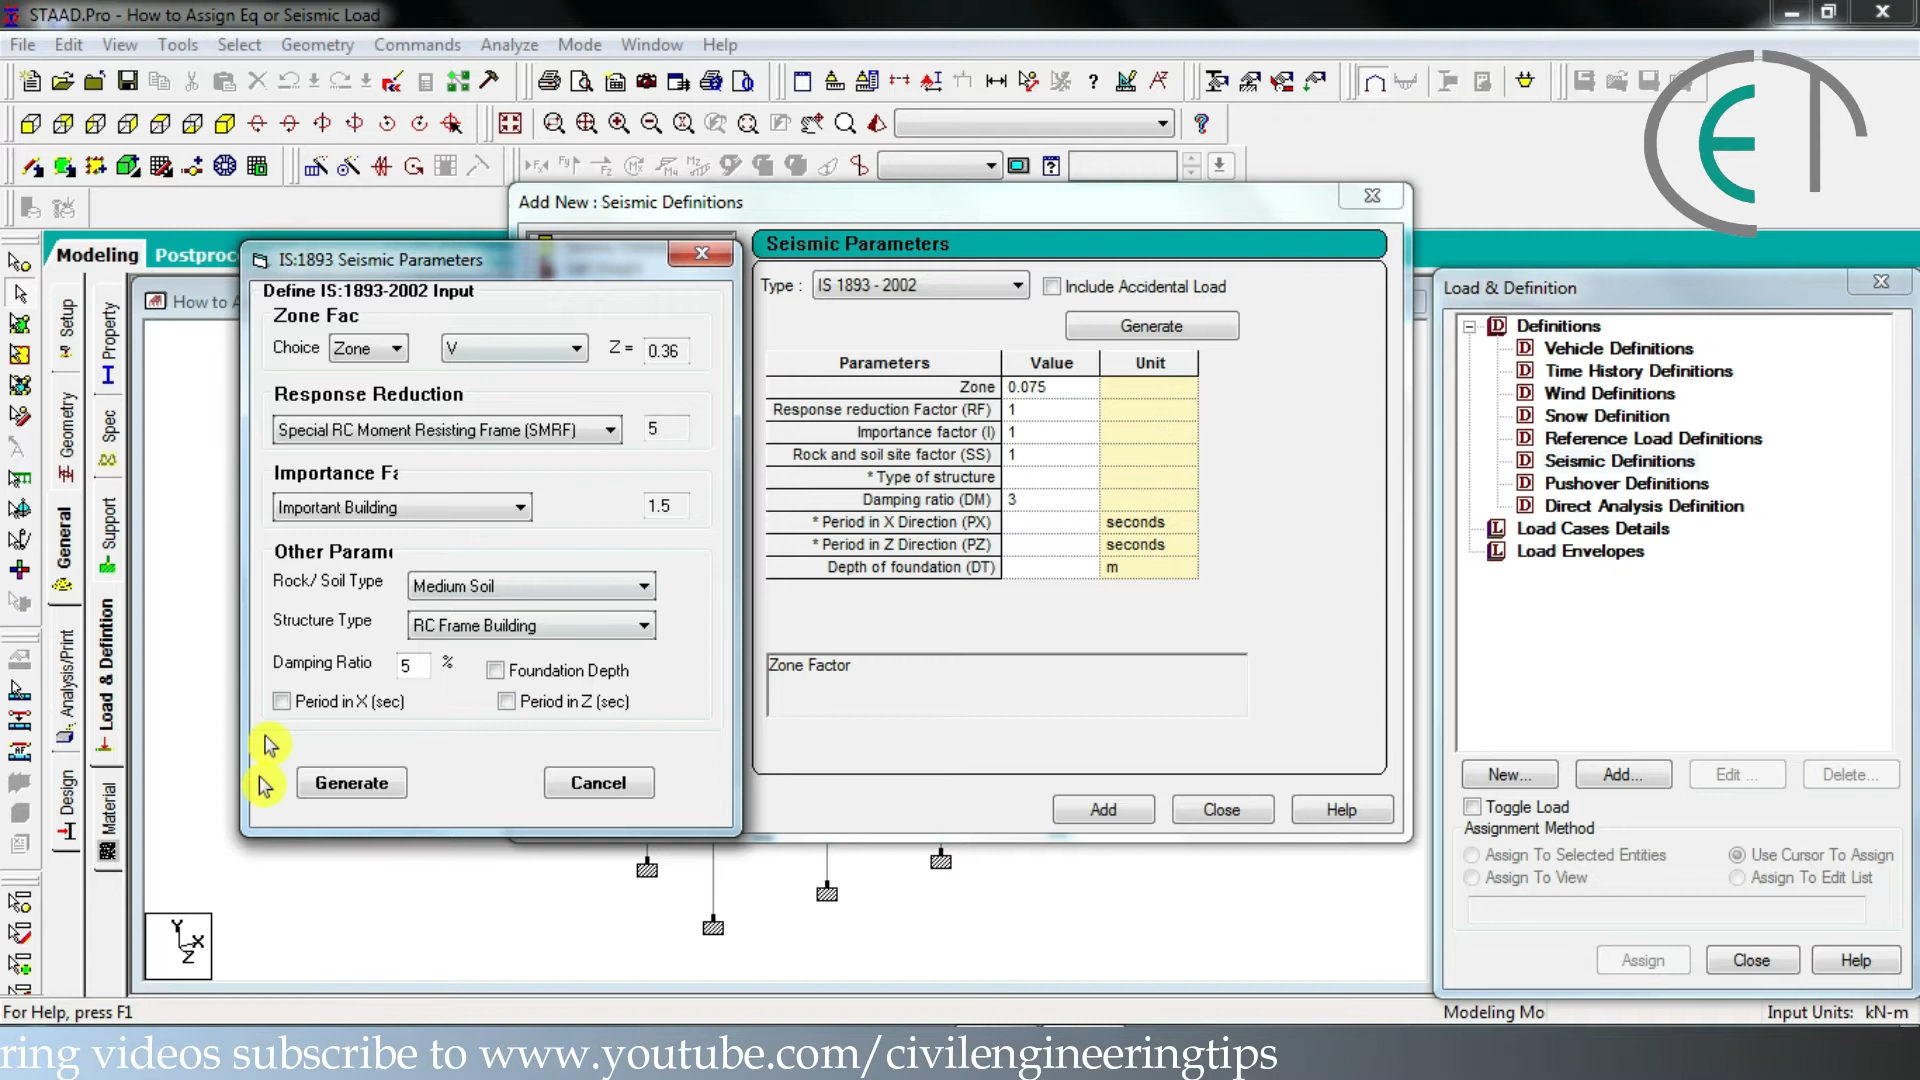 STAAD.Pro - How to Assign Eq or Seismic Load
File Edit View Tools Select Geometry Commands Analyze Mode Window Help
CET
Add New : Seismic Definitions
Modeling
Postproc
IS:1893 Seismic Parameters
How to A
Define IS:1893-2002 Input
Zone Fac
Choice Zone V Z = 0.36
Response Reduction
Special RC Moment Resisting Frame (SMRF) 5
Importance Fa
Important Building 1.5
Other Parame
Rock/ Soil Type Medium Soil
Structure Type RC Frame Building
Damping Ratio 5 % Foundation Depth
Period in X (sec) Period in Z (sec)
Generate Cancel
Seismic Parameters
Type : IS 1893 - 2002 Include Accidental Load
Generate
Parameters Value Unit
Zone 0.075
Response reduction Factor (RF) 1
Importance factor (I) 1
Rock and soil site factor (SS) 1
* Type of structure
Damping ratio (DM) 3
* Period in X Direction (PX) seconds
* Period in Z Direction (PZ) seconds
Depth of foundation (DT) m
Zone Factor
Add Close Help
Load & Definition
Definitions
Vehicle Definitions
Time History Definitions
Wind Definitions
Snow Definition
Reference Load Definitions
Seismic Definitions
Pushover Definitions
Direct Analysis Definition
Load Cases Details
Load Envelopes
New... Add... Edit ... Delete...
Toggle Load
Assignment Method
Assign To Selected Entities Use Cursor To Assign
Assign To View Assign To Edit List
Assign Close Help
Setup
Geometry
General
Analysis/Print
Design
Property
Spec
Support
Load & Definition
Material
Y
X
Z
For Help, press F1
Modeling Mo
Input Units: kN-m
ring videos subscribe to www.youtube.com/civilengineeringtips